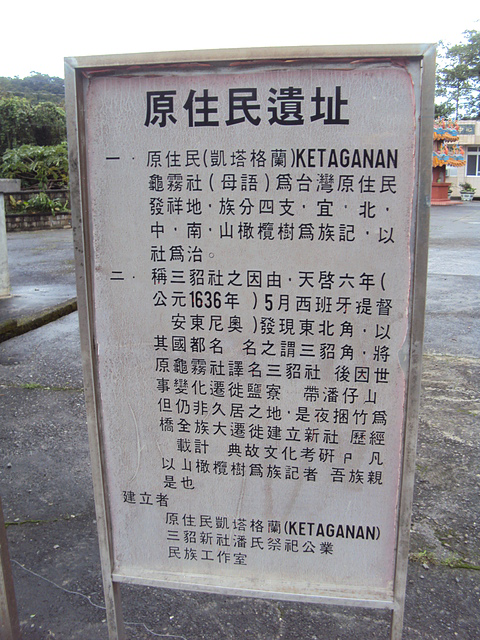 原住民遺址
一．原住民(凱塔格蘭)KETAGANAN
龜霧社(母語)爲台灣原住民
發祥地．族分四支．宜．北．
中．南．山橄欖樹爲族記．以
社爲治。
二．稱三貂社之因由．天啓六年(
公元1636年 )5月西班牙提督
安東尼奧)發現東北角．以
其國都名 名之謂三貂角．將
原龜霧社譯名三貂社 後因世
事變化遷徙鹽寮 帶潘仔山
但仍非久居之地．是夜捆竹爲
橋全族大遷徙建立新社 歷經
載計 典故文化考研 凡
以山橄欖樹爲族記者 吾族親
是也
建立者
原住民凱塔格蘭(KETAGANAN)
三貂新社潘氏祭祀公業
民族工作室